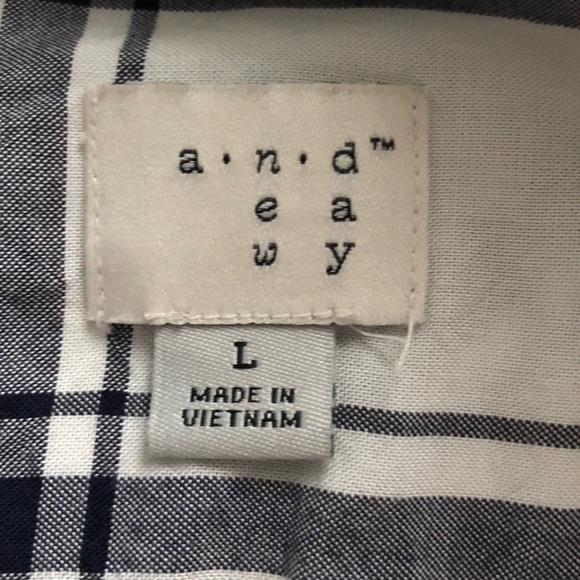 a·n·d™
e a
w y
L
MADE IN
VIETNAM